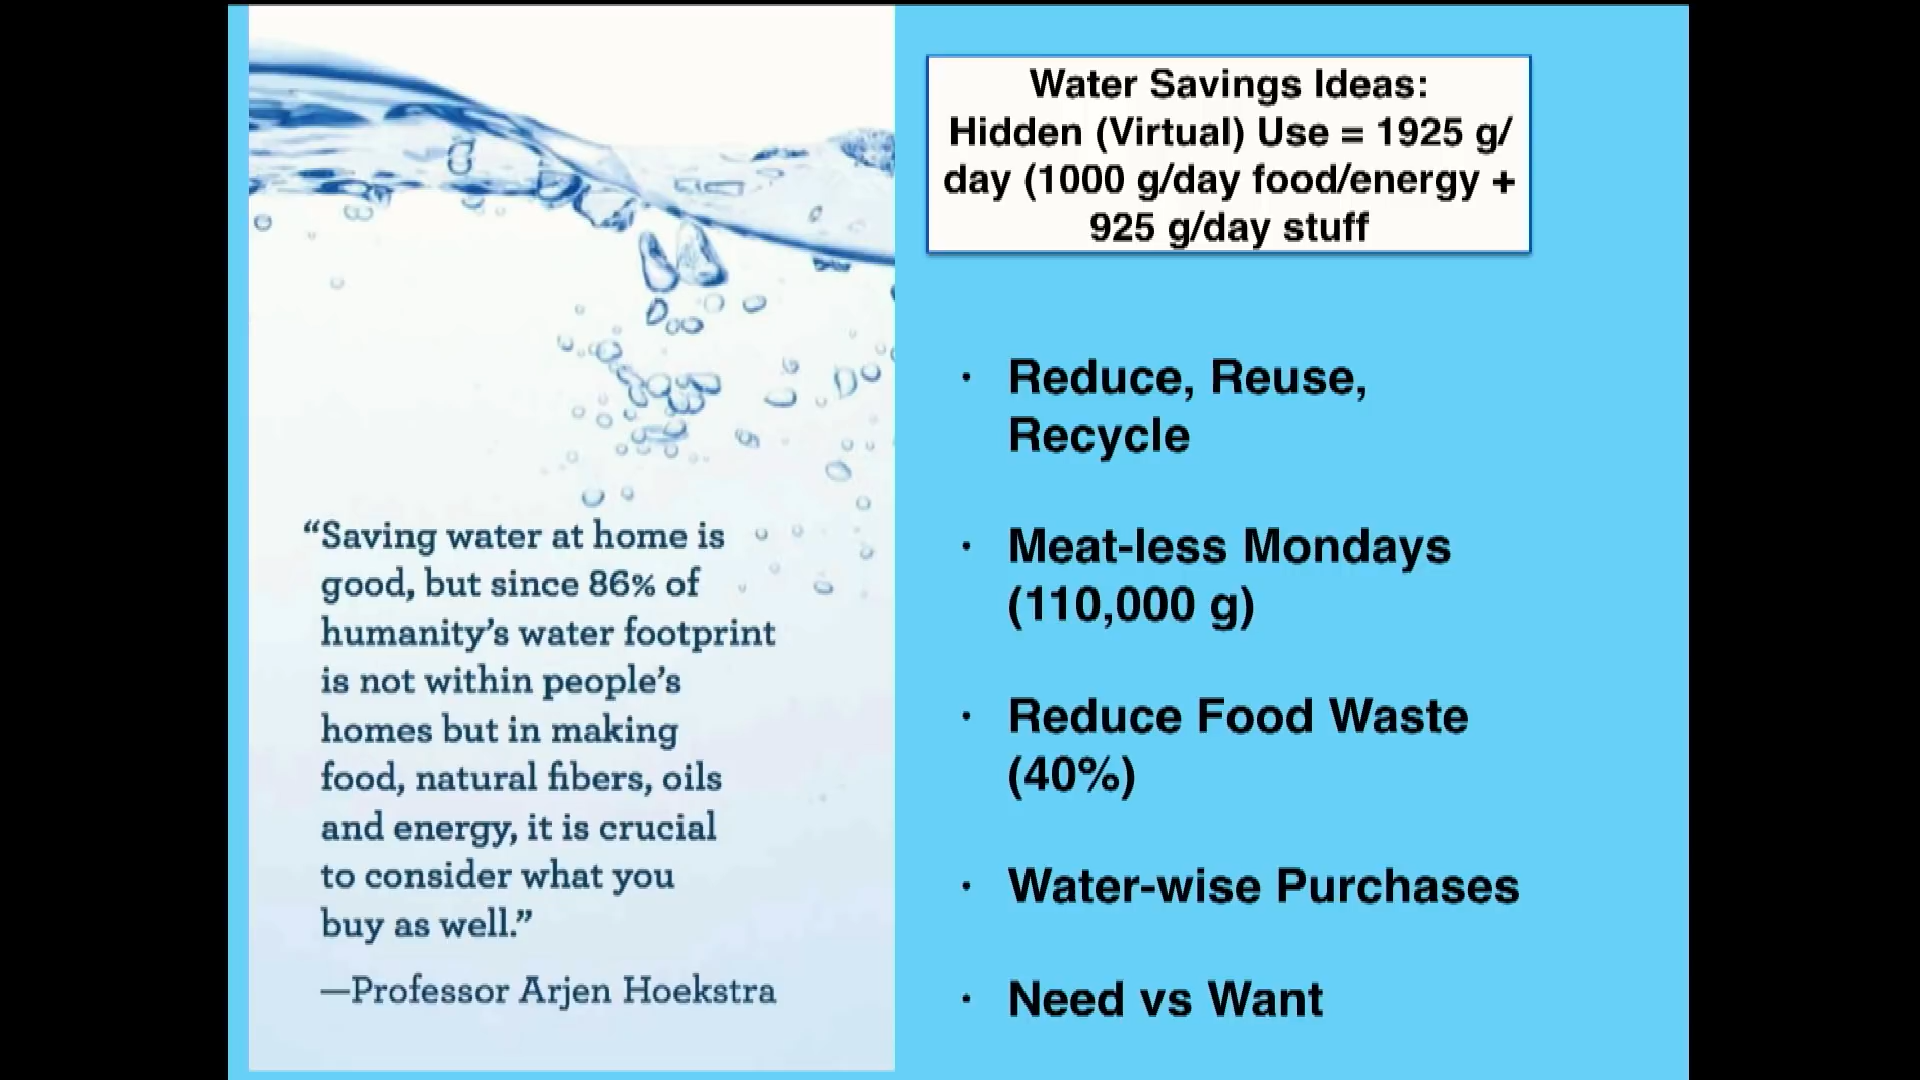 “Saving water at home is
good, but since 86% of
humanity’s water footprint
is not within people’s
homes but in making
food, natural fibers, oils
and energy, it is crucial
to consider what you
buy as well.”
—Professor Arjen Hoekstra
Water Savings Ideas:
Hidden (Virtual) Use = 1925 g/
day (1000 g/day food/energy +
925 g/day stuff
· Reduce, Reuse,
Recycle
· Meat-less Mondays
(110,000 g)
· Reduce Food Waste
(40%)
· Water-wise Purchases
· Need vs Want